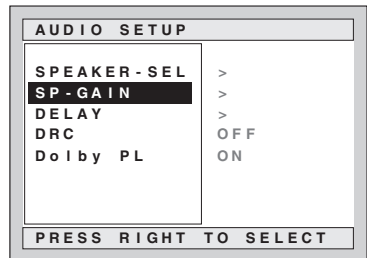 AUDIO SETUP
SPEAKER-SEL >
SP-GAIN >
DELAY >
DRC OFF
Dolby PL ON
PRESS RIGHT TO SELECT